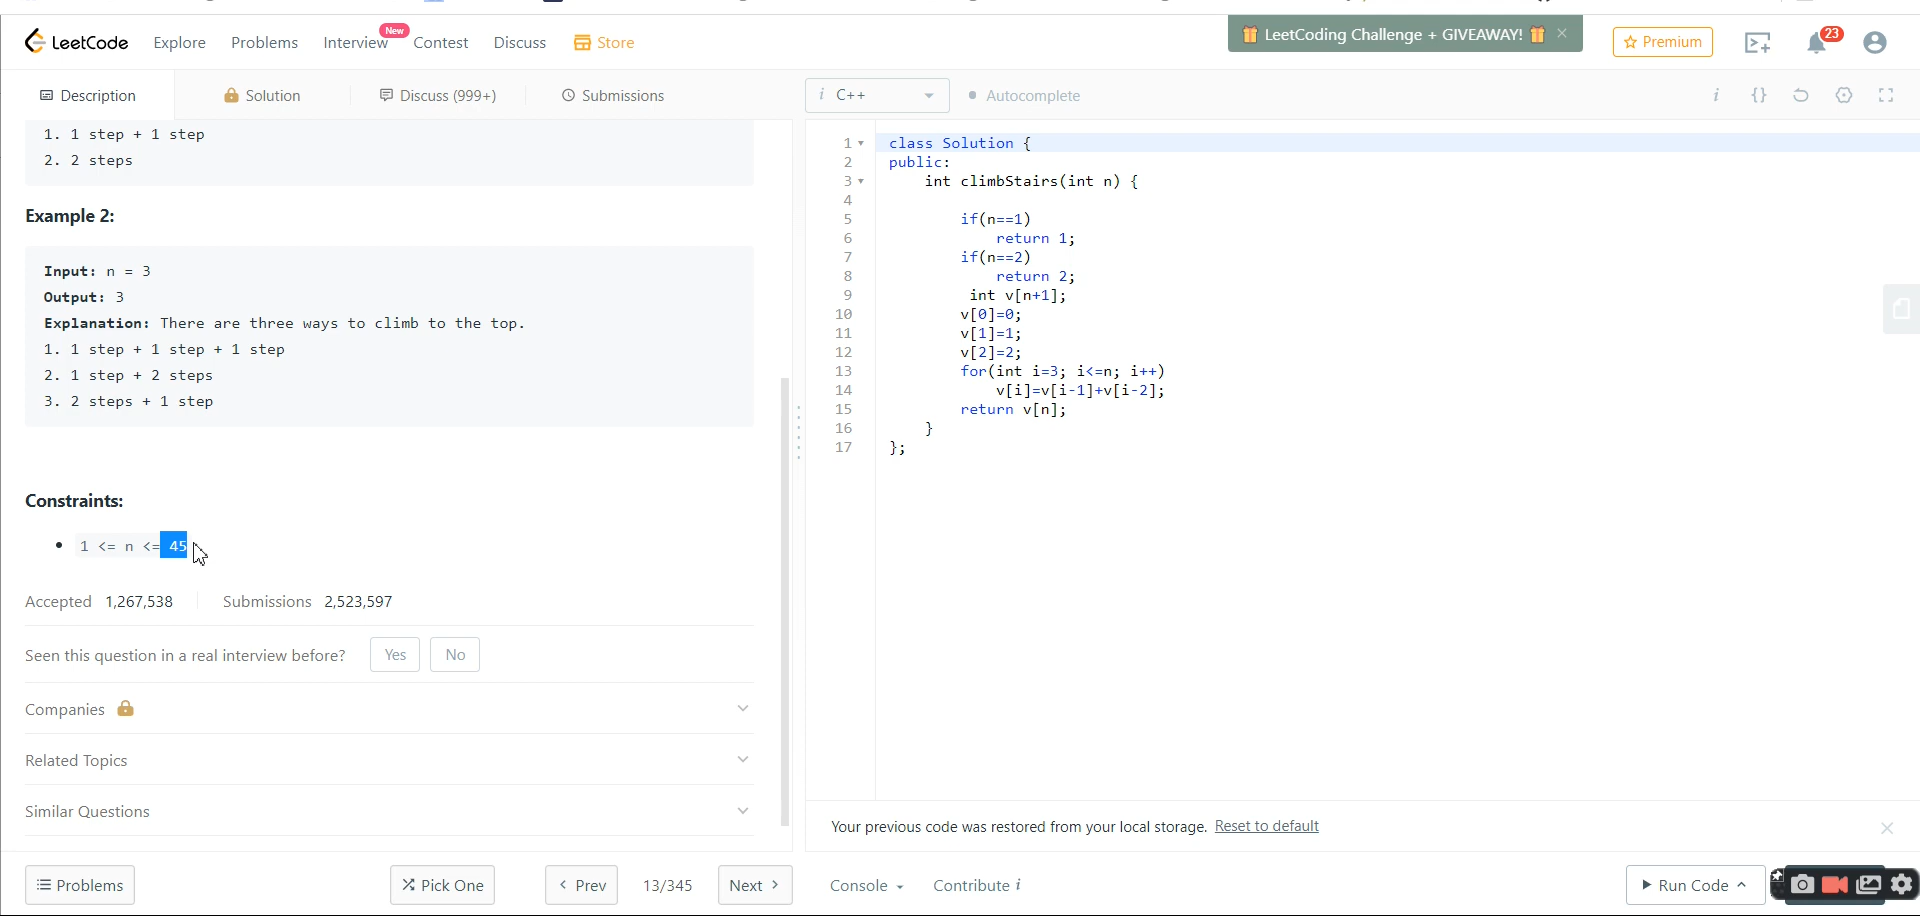 LeetCode
Explore
Problems
Interview
New
Contest
Discuss
Store
LeetCoding Challenge + GIVEAWAY!
Premium
23
Description
Solution
Discuss (999+)
Submissions
i C++
Autocomplete
i
{}
1. 1 step + 1 step
2. 2 steps
Example 2:
Input: n = 3
Output: 3
Explanation: There are three ways to climb to the top.
1. 1 step + 1 step + 1 step
2. 1 step + 2 steps
3. 2 steps + 1 step
Constraints:
• 1 <= n <= 45
Accepted 1,267,538
Submissions 2,523,597
Seen this question in a real interview before?
Yes
No
Companies
Related Topics
Similar Questions
Problems
Pick One
< Prev
13/345
Next >
1 class Solution {
2 public:
3 int climbStairs(int n) {
4
5 if(n==1)
6 return 1;
7 if(n==2)
8 return 2;
9 int v[n+1];
10 v[0]=0;
11 v[1]=1;
12 v[2]=2;
13 for(int i=3; i<=n; i++)
14 v[i]=v[i-1]+v[i-2];
15 return v[n];
16 }
17 };
Your previous code was restored from your local storage. Reset to default
Console
Contribute i
Run Code